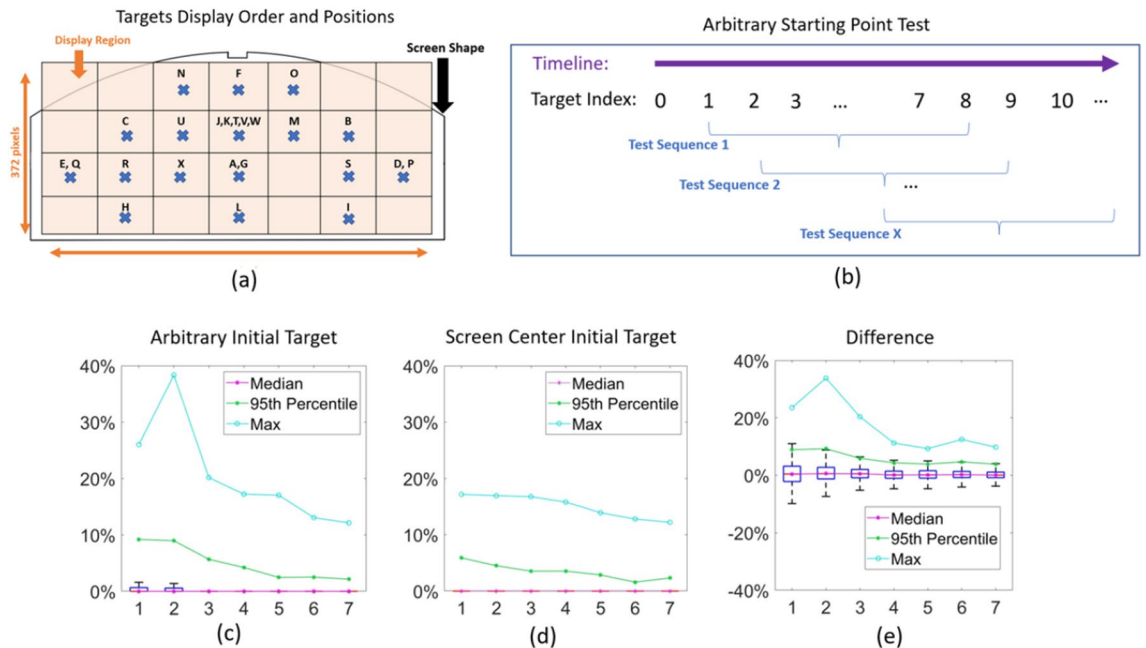 Targets Display Order and Positions
Display Region
Screen Shape
372 pixels
N F O
C U J,K,T,V,W M B
E, Q R X A,G S D, P
H L I
(a)
Arbitrary Starting Point Test
Timeline:
Target Index: 0 1 2 3 ... 7 8 9 10 ...
Test Sequence 1
Test Sequence 2
...
Test Sequence X
(b)
Arbitrary Initial Target
40%
30%
20%
10%
0%
Median
95th Percentile
Max
1 2 3 4 5 6 7
(c)
Screen Center Initial Target
40%
30%
20%
10%
0%
Median
95th Percentile
Max
1 2 3 4 5 6 7
(d)
Difference
40%
20%
0%
-20%
-40%
Median
95th Percentile
Max
1 2 3 4 5 6 7
(e)